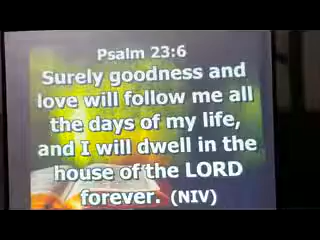 Psalm 23:6
Surely goodness and
love will follow me all
the days of my life,
and I will dwell in the
house of the LORD
forever. (NIV)